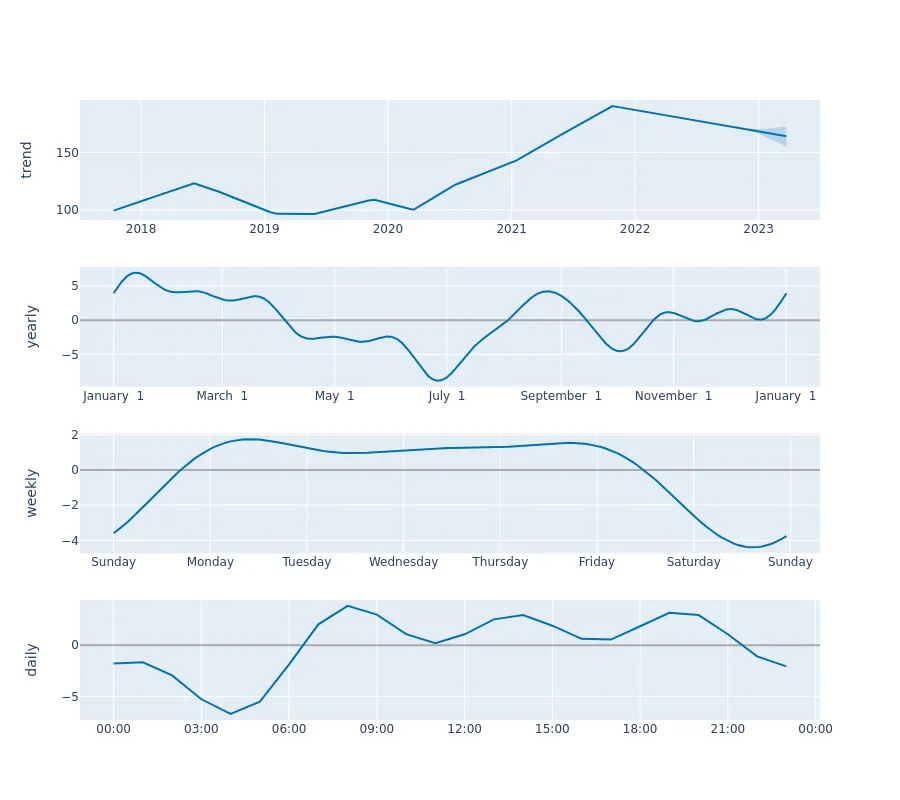 trend
150
100
2018 2019 2020 2021 2022 2023
yearly
5
0
−5
January 1 March 1 May 1 July 1 September 1 November 1 January 1
weekly
2
0
−2
−4
Sunday Monday Tuesday Wednesday Thursday Friday Saturday Sunday
daily
0
−5
00:00 03:00 06:00 09:00 12:00 15:00 18:00 21:00 00:00